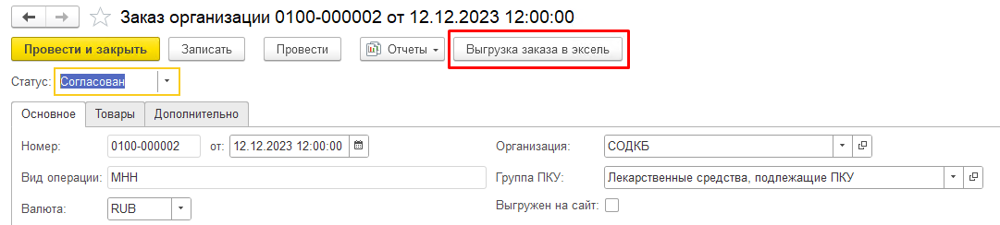 Заказ организации 0100-000002 от 12.12.2023 12:00:00
Провести и закрыть Записать Провести Отчеты Выгрузка заказа в эксель
Статус: Согласован
Основное Товары Дополнительно
Номер: 0100-000002 от: 12.12.2023 12:00:00 Организация: СОДКБ
Вид операции: МНН Группа ПКУ: Лекарственные средства, подлежащие ПКУ
Валюта: RUB Выгружен на сайт: